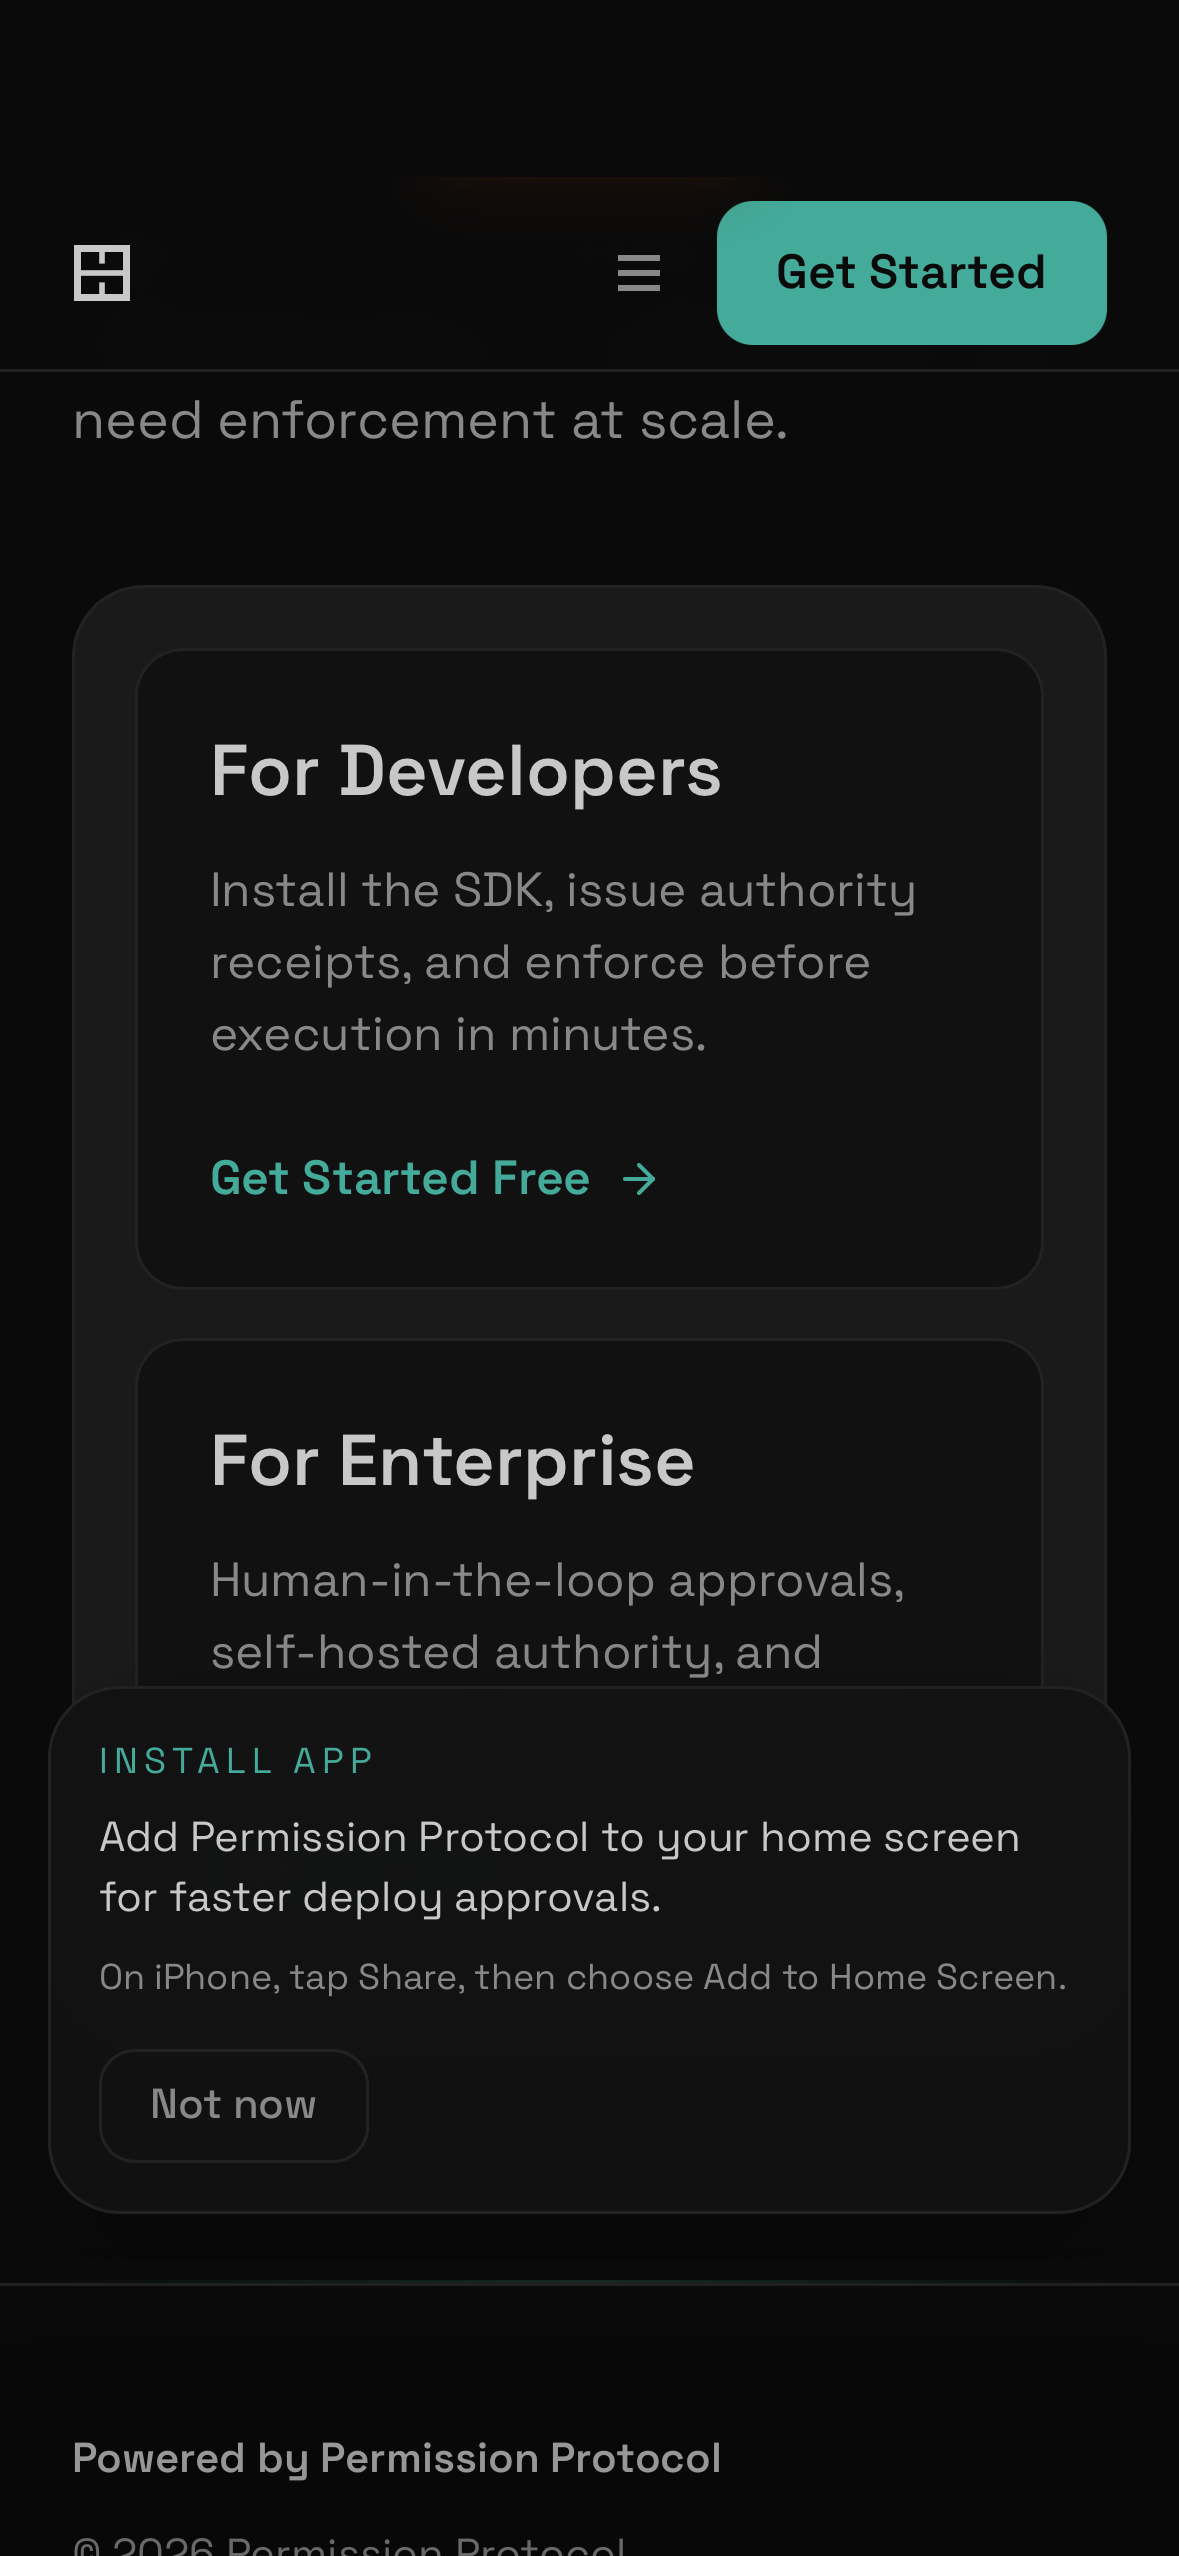 Get Started
need enforcement at scale.
For Developers
Install the SDK, issue authority
receipts, and enforce before
execution in minutes.
Get Started Free →
For Enterprise
Human-in-the-loop approvals,
self-hosted authority, and
INSTALL APP
Add Permission Protocol to your home screen
for faster deploy approvals.
On iPhone, tap Share, then choose Add to Home Screen.
Not now
Powered by Permission Protocol
© 2026 Permission Protocol